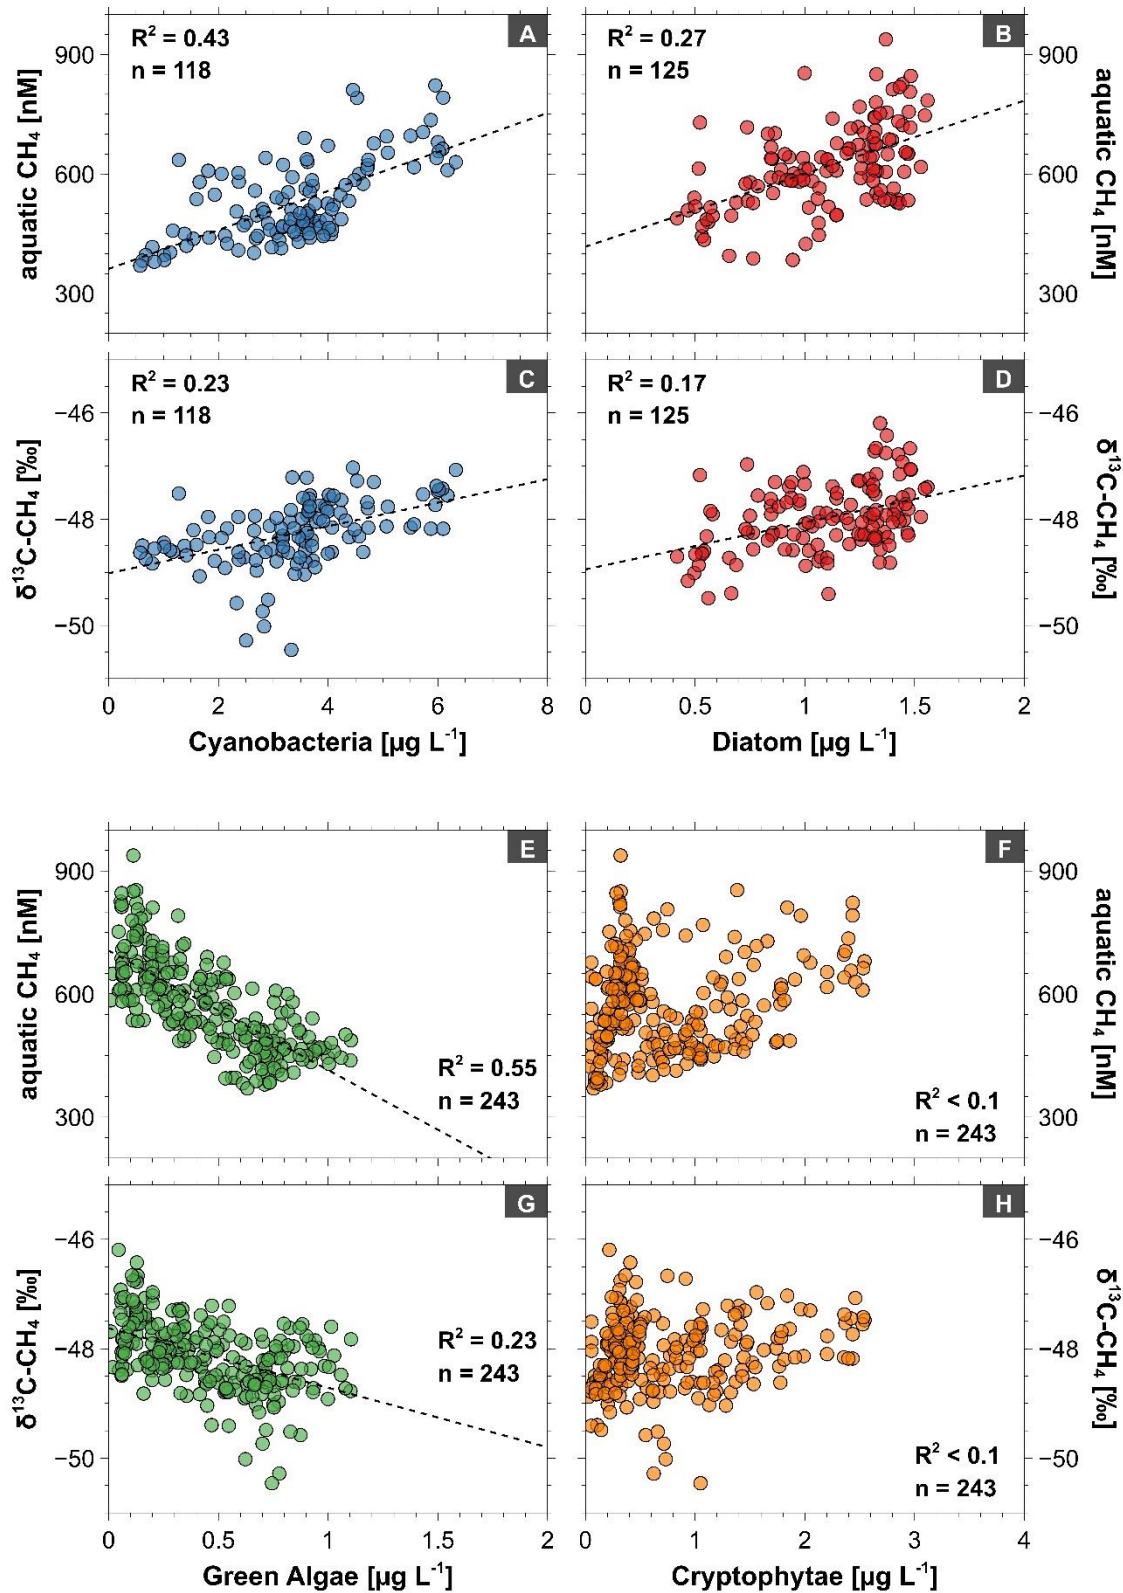 R² = 0.43
n = 118
A
900
600
300
aquatic CH₄ [nM]
R² = 0.27
n = 125
B
900
600
300
aquatic CH₄ [nM]
R² = 0.23
n = 118
C
−46
−48
−50
δ¹³C-CH₄ [‰]
0 2 4 6 8
Cyanobacteria [µg L⁻¹]
R² = 0.17
n = 125
D
−46
−48
−50
δ¹³C-CH₄ [‰]
0 0.5 1 1.5 2
Diatom [µg L⁻¹]
E
900
600
300
aquatic CH₄ [nM]
R² = 0.55
n = 243
F
900
600
300
aquatic CH₄ [nM]
R² < 0.1
n = 243
G
−46
−48
−50
δ¹³C-CH₄ [‰]
R² = 0.23
n = 243
0 0.5 1 1.5 2
Green Algae [µg L⁻¹]
H
−46
−48
−50
δ¹³C-CH₄ [‰]
R² < 0.1
n = 243
0 1 2 3 4
Cryptophytae [µg L⁻¹]